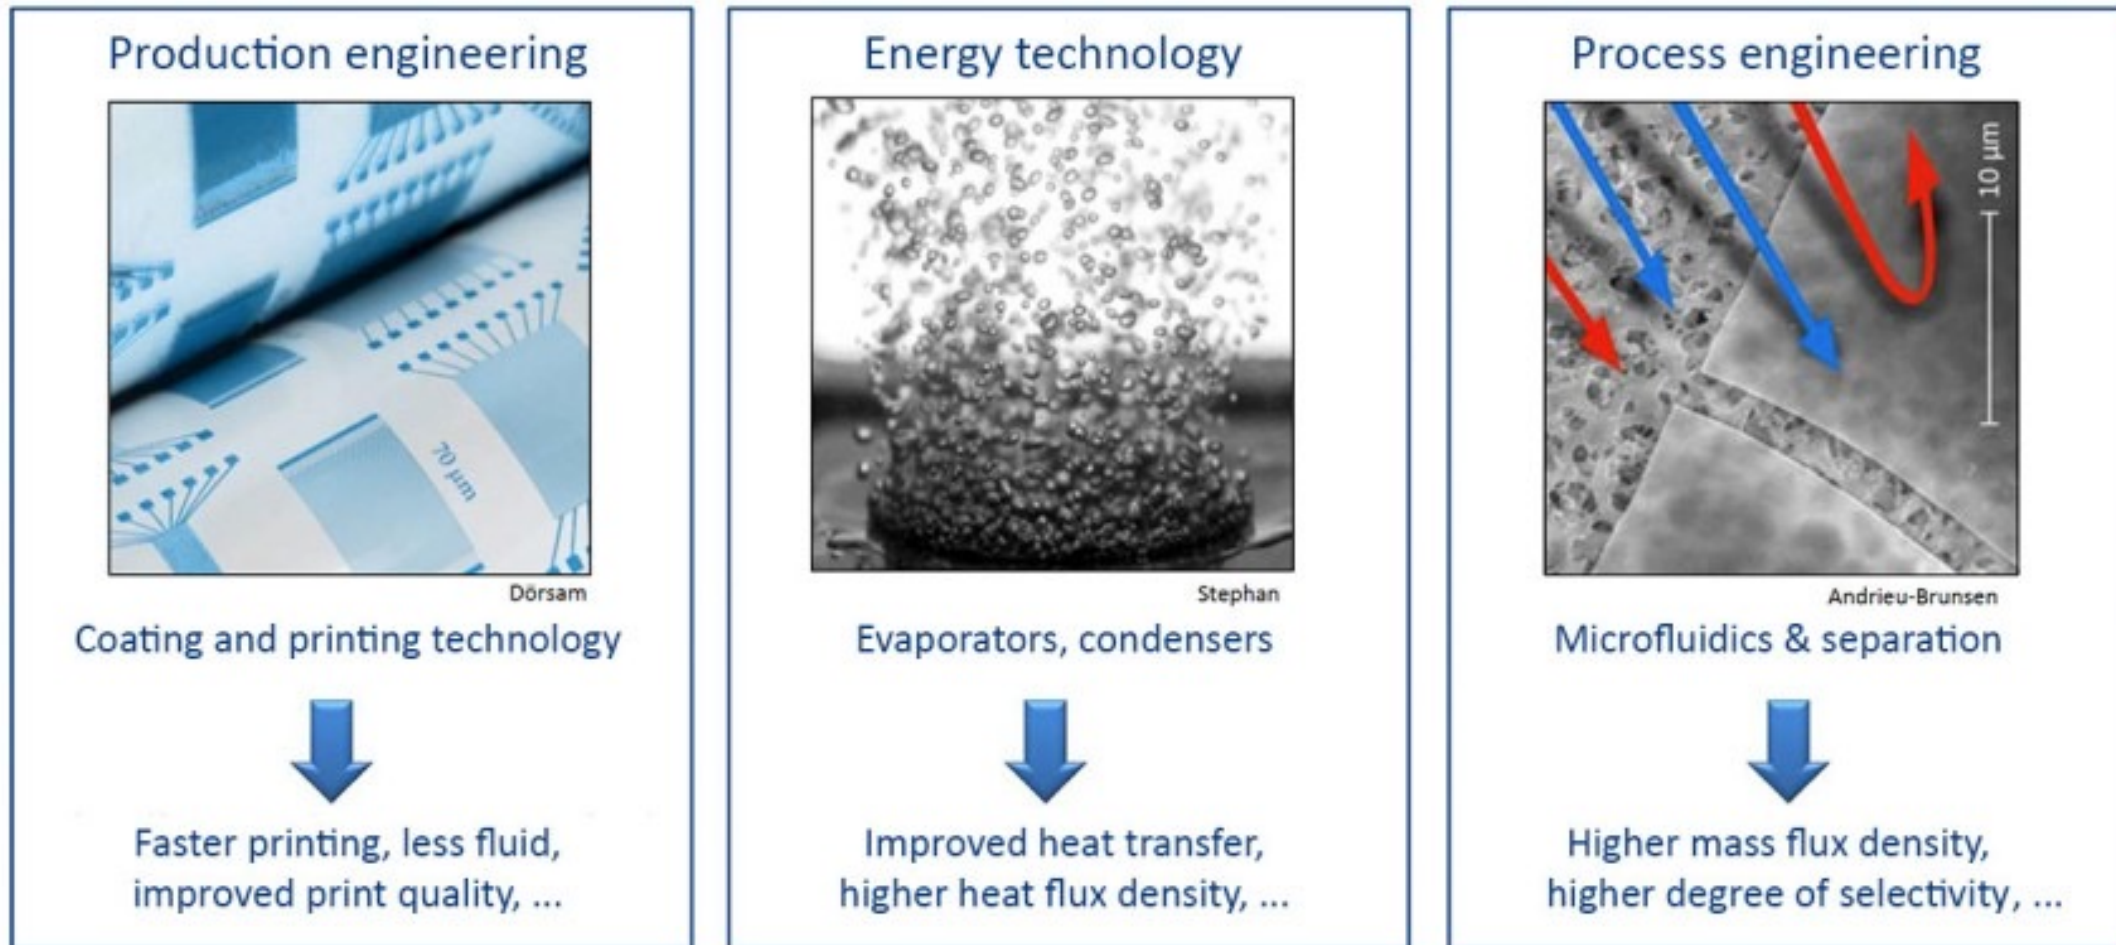 Production engineering
70 µm
Dörsam
Coating and printing technology
Faster printing, less fluid,
improved print quality, ...
Energy technology
Stephan
Evaporators, condensers
Improved heat transfer,
higher heat flux density, ...
Process engineering
10 µm
Andrieu-Brunsen
Microfluidics & separation
Higher mass flux density,
higher degree of selectivity, ...